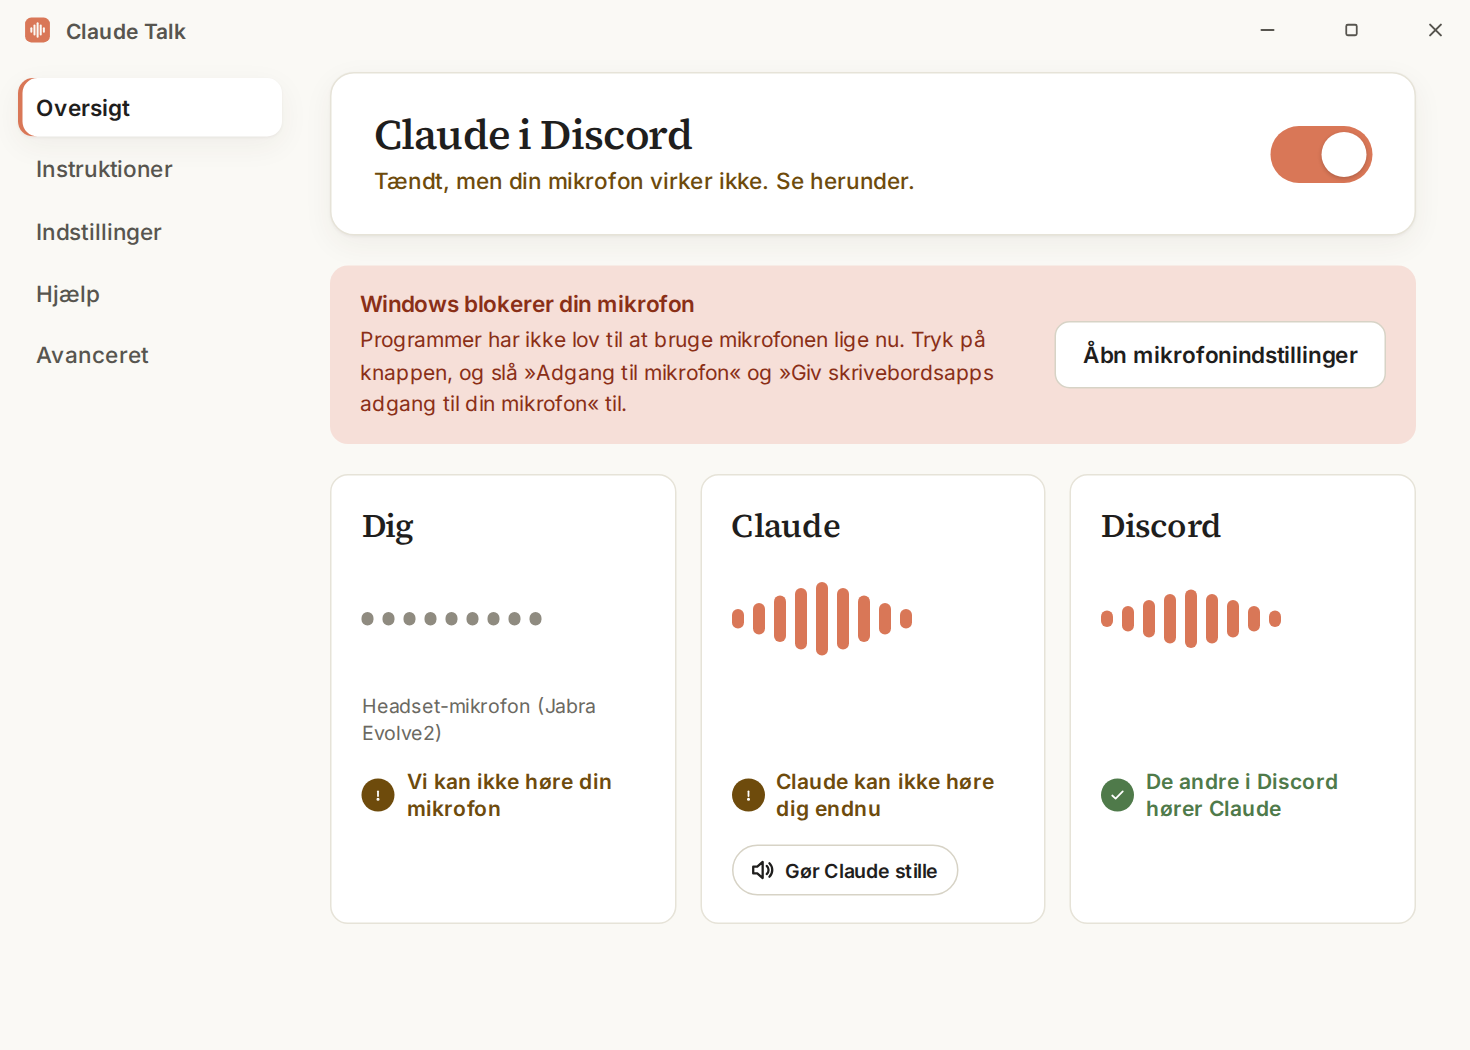 Claude Talk
Oversigt
Instruktioner
Indstillinger
Hjælp
Avanceret
Claude i Discord
Tændt, men din mikrofon virker ikke. Se herunder.
Windows blokerer din mikrofon
Programmer har ikke lov til at bruge mikrofonen lige nu. Tryk på
knappen, og slå »Adgang til mikrofon« og »Giv skrivebordsapps
adgang til din mikrofon« til.
Åbn mikrofonindstillinger
Dig
Headset-mikrofon (Jabra
Evolve2)
Vi kan ikke høre din
mikrofon
Claude
Claude kan ikke høre
dig endnu
Gør Claude stille
Discord
De andre i Discord
hører Claude